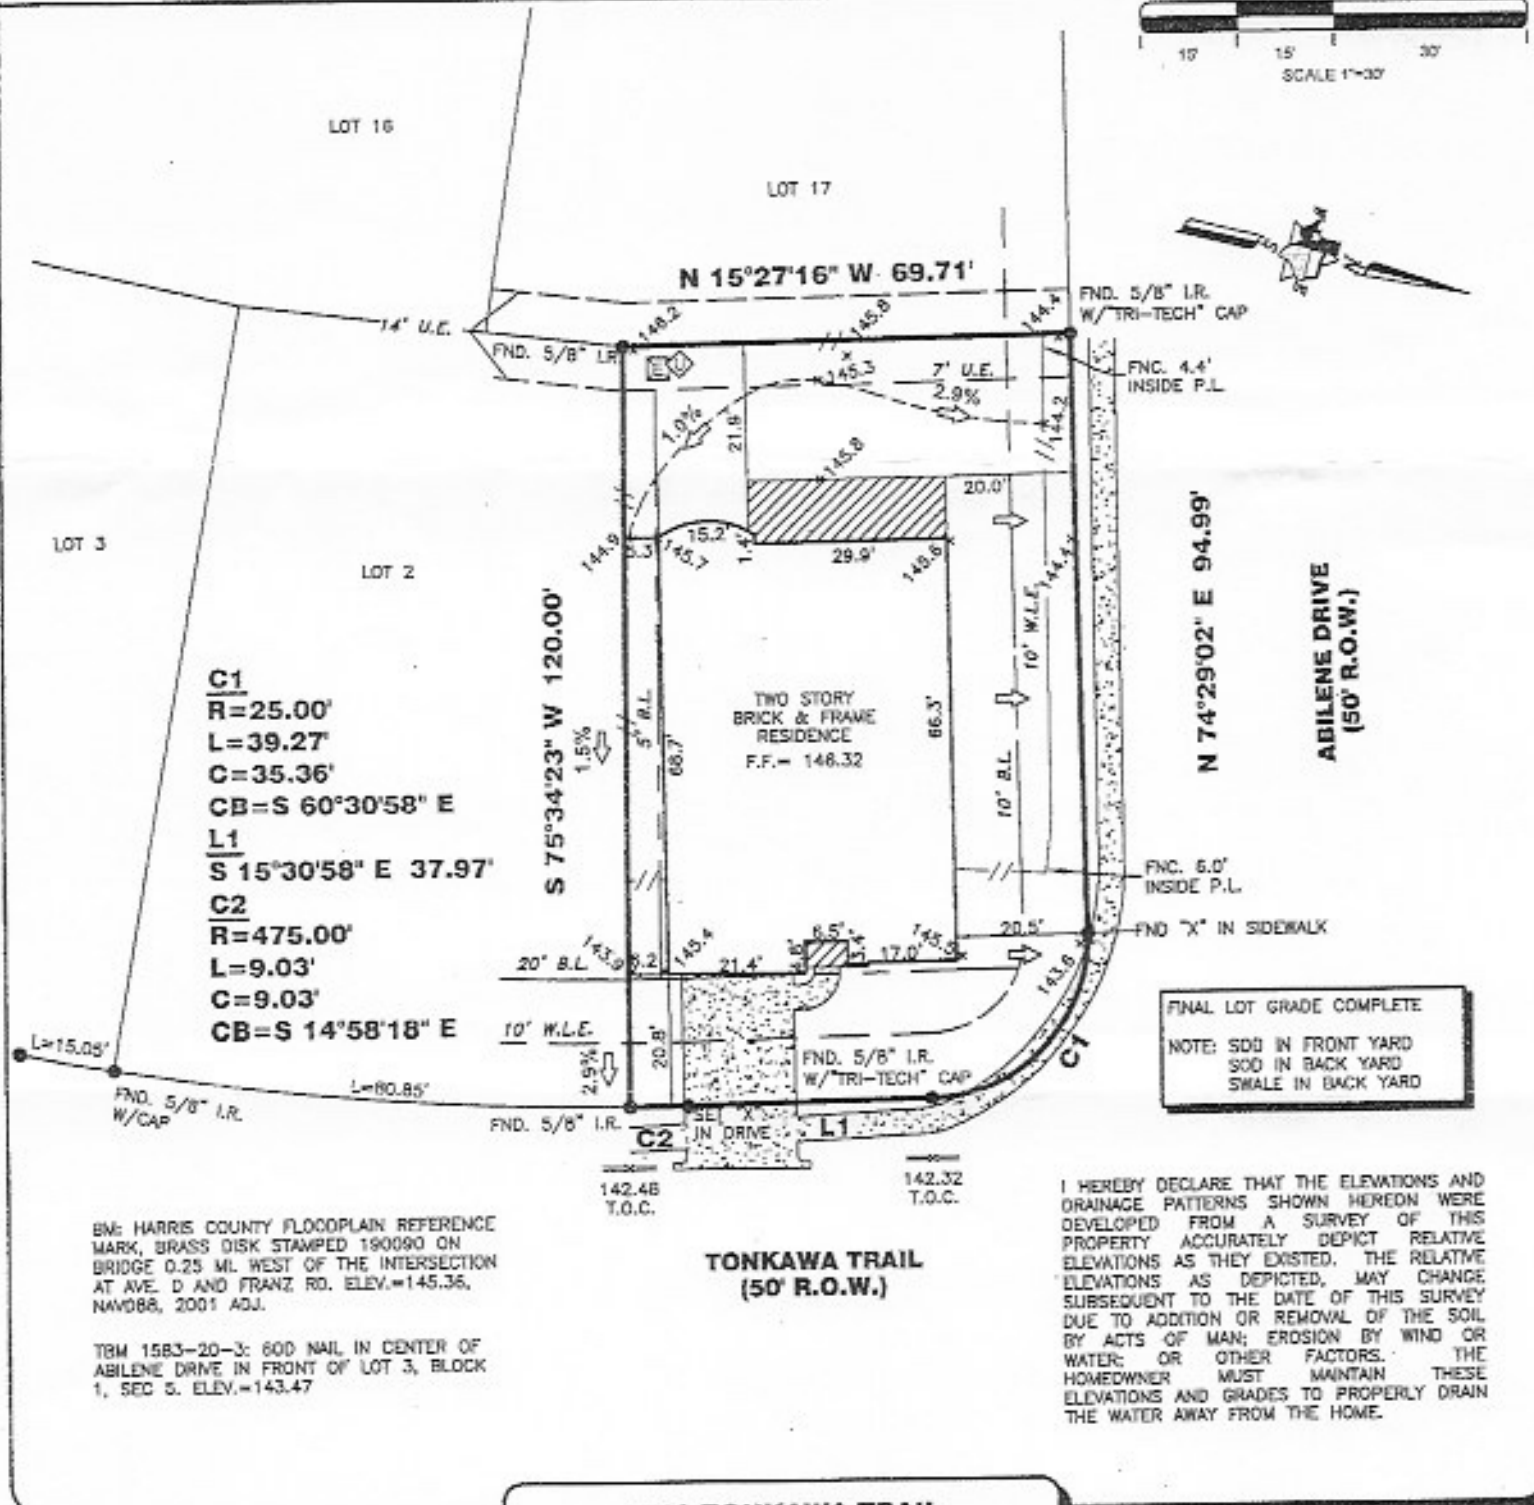 15' 15' 30'
SCALE 1"=30'
LOT 16
LOT 17
N 15°27'16" W 69.71'
14' U.E.
FND. 5/8" I.R.
146.2
145.8
144.4
FND. 5/8" I.R.
W/"TRI-TECH" CAP
E U
145.3
7' U.E.
2.9%
FNC. 4.4'
INSIDE P.L.
1.0%
21.9'
144.2
145.8
20.0'
LOT 3
LOT 2
144.9
5.3'
145.7
15.2'
1.4'
29.9'
145.6
144.4
N 74°29'02" E 94.99'
ABILENE DRIVE
(50' R.O.W.)
S 75°34'23" W 120.00'
1.5%
5' B.L.
68.7'
TWO STORY
BRICK & FRAME
RESIDENCE
F.F.= 146.32
66.3'
10' B.L.
10' W.L.E.
C1
R=25.00'
L=39.27'
C=35.36'
CB=S 60°30'58" E
L1
S 15°30'58" E 37.97'
C2
R=475.00'
L=9.03'
C=9.03'
CB=S 14°58'18" E
FNC. 6.0'
INSIDE P.L.
FND "X" IN SIDEWALK
20.5'
6.5'
3.4'
17.0'
145.5
143.6
20' B.L.
143.9
6.2'
145.4
21.4'
10' W.L.E.
2.9%
20.8'
FND. 5/8" I.R.
W/"TRI-TECH" CAP
C1
FINAL LOT GRADE COMPLETE
NOTE: SOD IN FRONT YARD
SOD IN BACK YARD
SWALE IN BACK YARD
L=15.05'
FND. 5/8" I.R.
W/CAP
L=80.85'
FND. 5/8" I.R.
C2
SET "X"
IN DRIVE
L1
142.48
T.O.C.
142.32
T.O.C.
TONKAWA TRAIL
(50' R.O.W.)
BM: HARRIS COUNTY FLOODPLAIN REFERENCE
MARK, BRASS DISK STAMPED 190090 ON
BRIDGE 0.25 MI. WEST OF THE INTERSECTION
AT AVE. D AND FRANZ RD. ELEV.=145.36,
NAVD88, 2001 ADJ.
TBM 1583-20-3: 60D NAIL IN CENTER OF
ABILENE DRIVE IN FRONT OF LOT 3, BLOCK
1, SEC 5. ELEV.=143.47
I HEREBY DECLARE THAT THE ELEVATIONS AND
DRAINAGE PATTERNS SHOWN HEREON WERE
DEVELOPED FROM A SURVEY OF THIS
PROPERTY ACCURATELY DEPICT RELATIVE
ELEVATIONS AS THEY EXISTED. THE RELATIVE
ELEVATIONS AS DEPICTED, MAY CHANGE
SUBSEQUENT TO THE DATE OF THIS SURVEY
DUE TO ADDITION OR REMOVAL OF THE SOIL
BY ACTS OF MAN; EROSION BY WIND OR
WATER; OR OTHER FACTORS. THE
HOMEOWNER MUST MAINTAIN THESE
ELEVATIONS AND GRADES TO PROPERLY DRAIN
THE WATER AWAY FROM THE HOME.
TONKAWA TRAIL